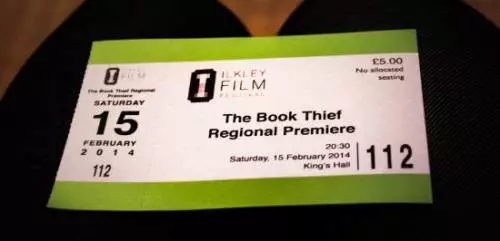 ILKLEY
FILM
FESTIVAL
The Book Thief Regional
Premiere
SATURDAY
15
FEBRUARY
2014
112
ILKLEY
FILM
FESTIVAL
£5.00
No allocated
seating
The Book Thief
Regional Premiere
20:30
Saturday, 15 February 2014
King's Hall
112